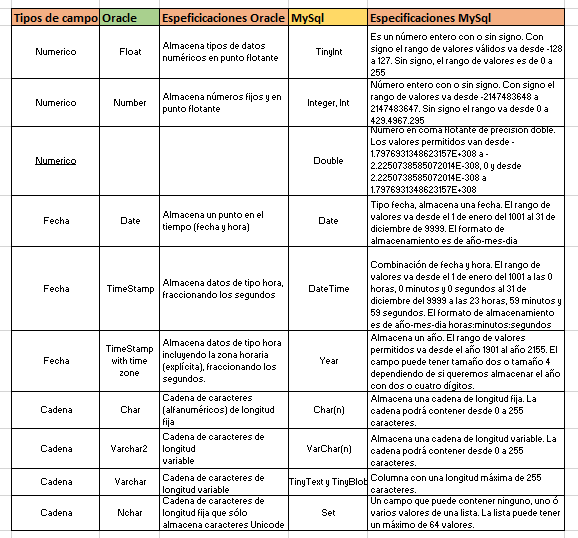 Tipos de campo Oracle Espeficicaciones Oracle MySql Especificaciones MySql
Numerico
Float
Almacena tipos de datos
numéricos en punto flotante
TinyInt
Es un número entero con o sin signo. Con
signo el rango de valores válidos va desde -128
a 127. Sin signo, el rango de valores es de 0 a
255
Numerico
Number
Almacena números fijos y en
punto flotante
Integer, Int
Número entero con o sin signo. Con signo el
rango de valores va desde -2147483648 a
2147483647. Sin signo el rango va desde 0 a
429.4967.295
Numerico
Double
Número en coma flotante de precisión doble.
Los valores permitidos van desde -
1.7976931348623157E+308 a -
2.2250738585072014E-308, 0 y desde
2.2250738585072014E-308 a
1.7976931348623157E+308
Fecha
Date
Almacena un punto en el
tiempo (fecha y hora)
Date
Tipo fecha, almacena una fecha. El rango de
valores va desde el 1 de enero del 1001 al 31 de
diciembre de 9999. El formato de
almacenamiento es de año-mes-dia
Fecha
TimeStamp
Almacena datos de tipo hora,
fraccionando los segundos
DateTime
Combinación de fecha y hora. El rango de
valores va desde el 1 de enero del 1001 a las 0
horas, 0 minutos y 0 segundos al 31 de
diciembre del 9999 a las 23 horas, 59 minutos y
59 segundos. El formato de almacenamiento
es de año-mes-dia horas:minutos:segundos
Fecha
TimeStamp
with time
zone
Almacena datos de tipo hora
incluyendo la zona horaria
(explícita), fraccionando los
segundos.
Year
Almacena un año. El rango de valores
permitidos va desde el año 1901 al año 2155. El
campo puede tener tamaño dos o tamaño 4
dependiendo de si queremos almacenar el año
con dos o cuatro dígitos.
Cadena
Char
Cadena de caracteres
(alfanuméricos) de longitud
fija
Char(n)
Almacena una cadena de longitud fija. La
cadena podrá contener desde 0 a 255
caracteres.
Cadena
Varchar2
Cadena de caracteres de
longitud
variable
VarChar(n)
Almacena una cadena de longitud variable. La
cadena podrá contener desde 0 a 255
caracteres.
Cadena
Varchar
Cadena de caracteres de
longitud variable
TinyText y TinyBlob
Columna con una longitud máxima de 255
caracteres.
Cadena
Nchar
Cadena de caracteres de
longitud fija que sólo
almacena caracteres Unicode
Set
Un campo que puede contener ninguno, uno ó
varios valores de una lista. La lista puede tener
un máximo de 64 valores.